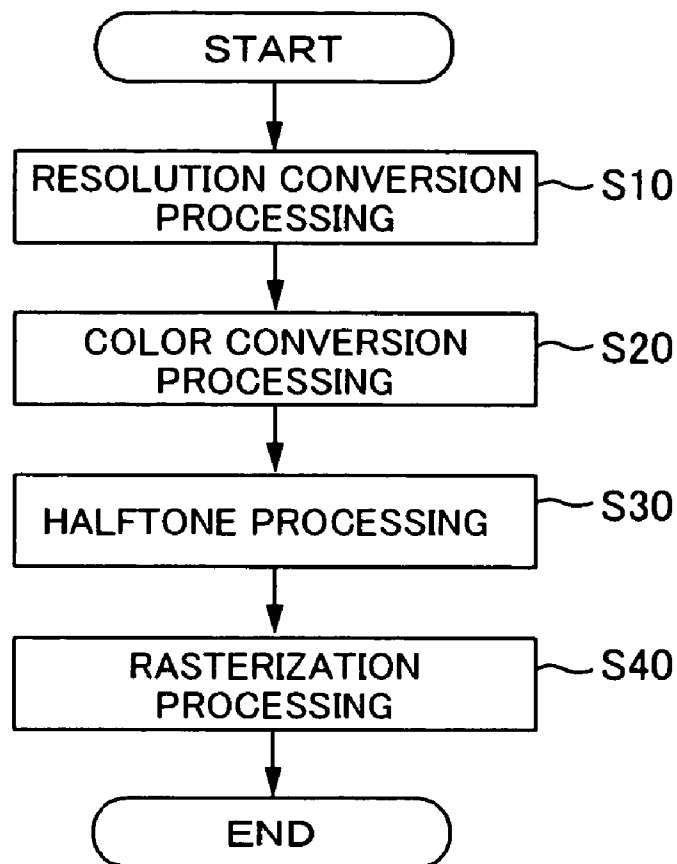 START
RESOLUTION CONVERSION
PROCESSING
S10
COLOR CONVERSION
PROCESSING
S20
HALFTONE PROCESSING
S30
RASTERIZATION
PROCESSING
S40
END